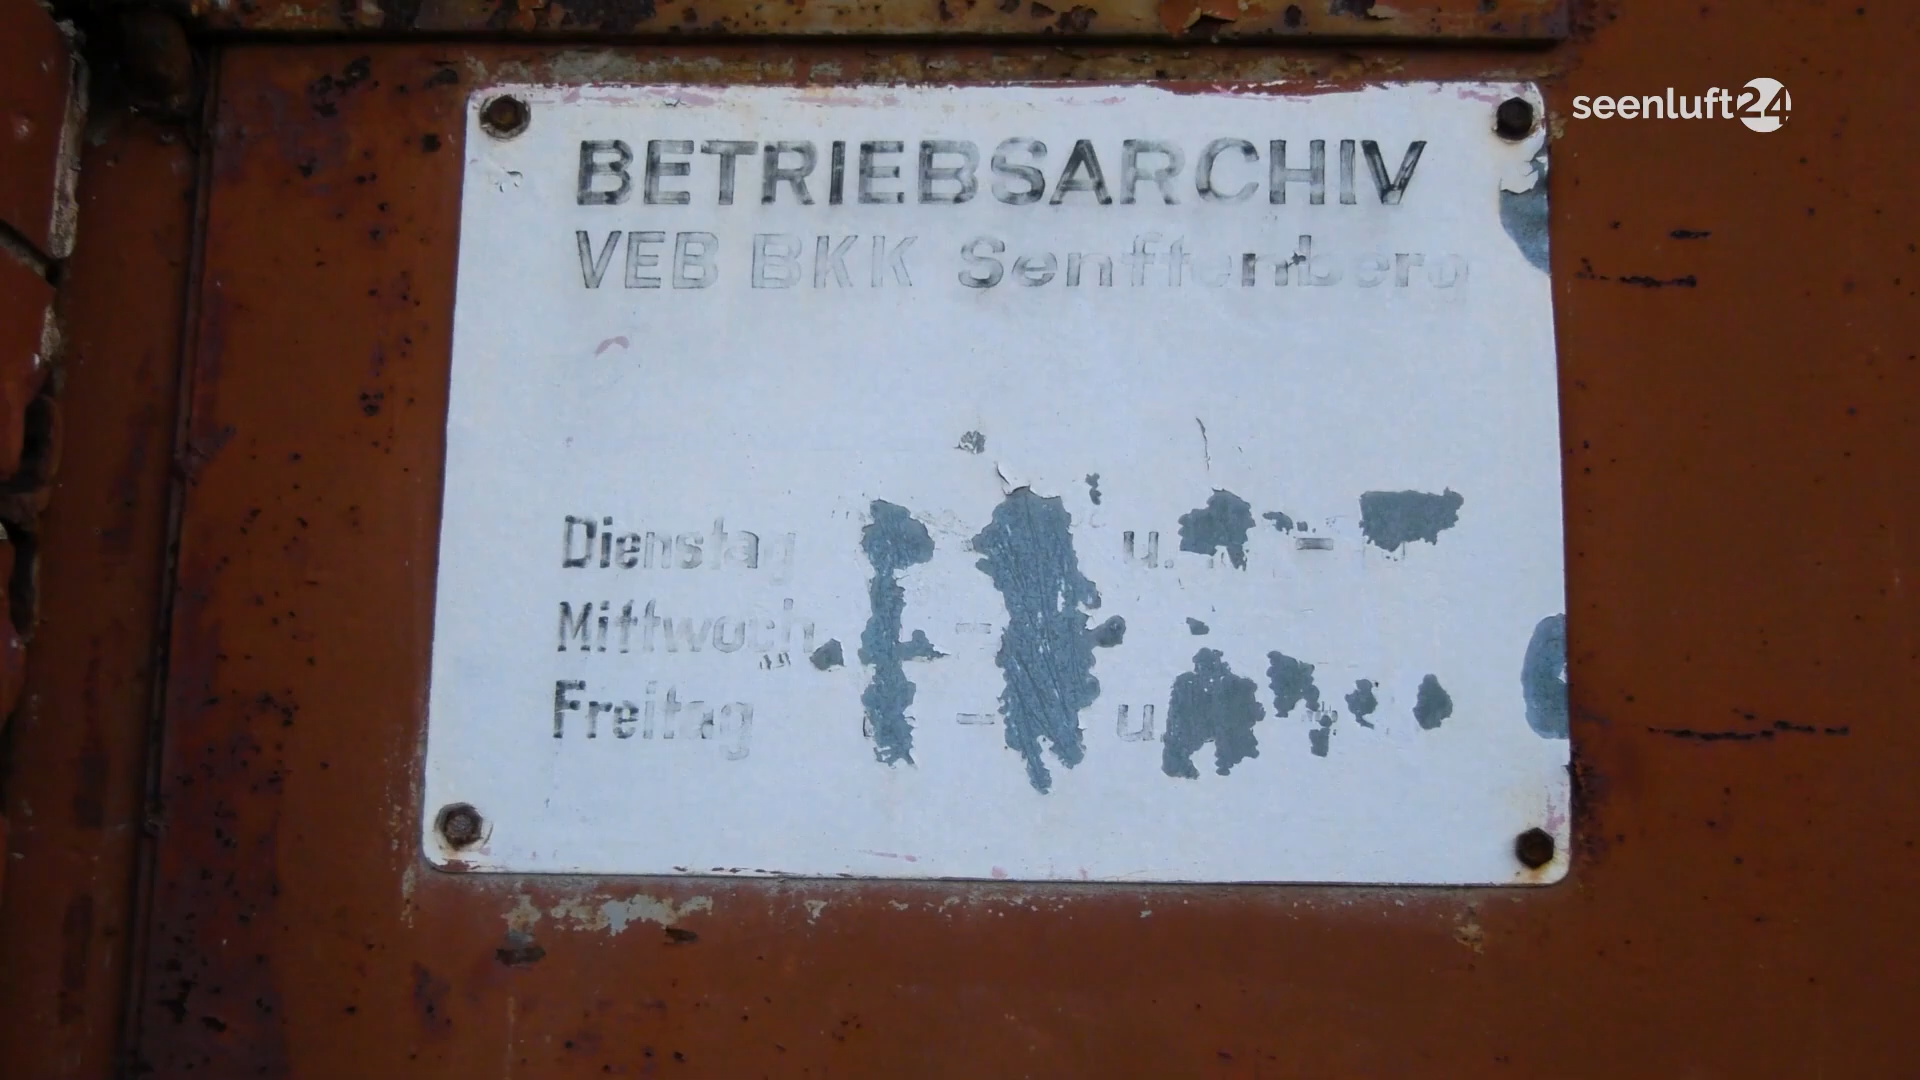 seenluft24
BETRIEBSARCHIV
VEB BKK Senftenberg
Dienstag - u. -
Mittwoch -
Freitag - u.